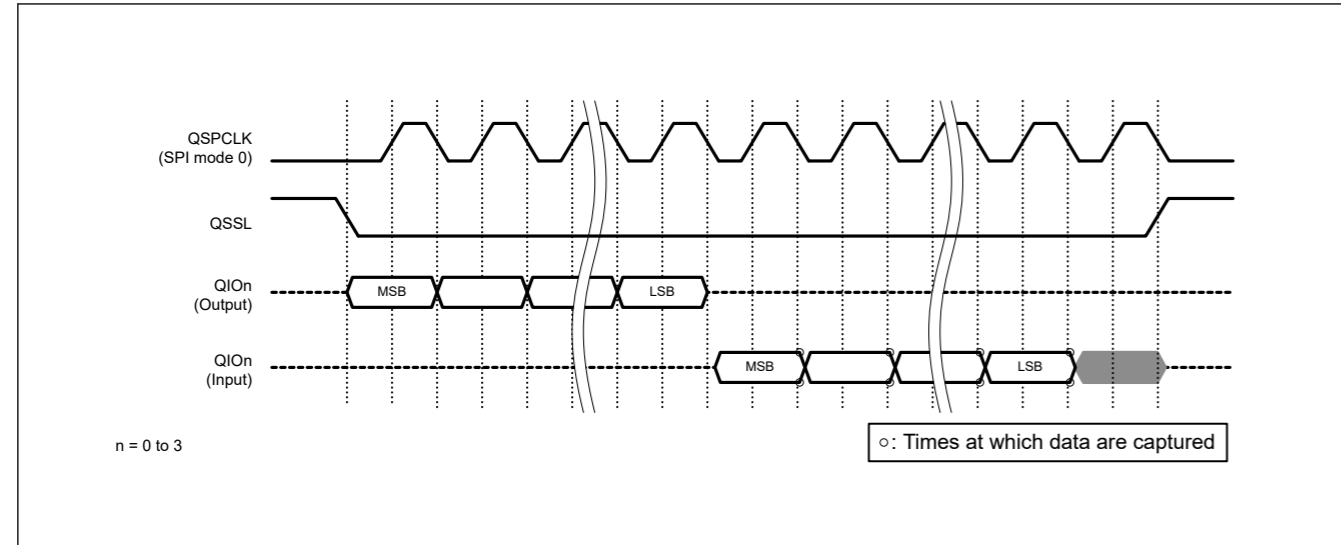 QSPCLK
(SPI mode 0)
QSSL
QIOn
(Output)
MSB
LSB
QIOn
(Input)
MSB
LSB
n = 0 to 3
○: Times at which data are captured